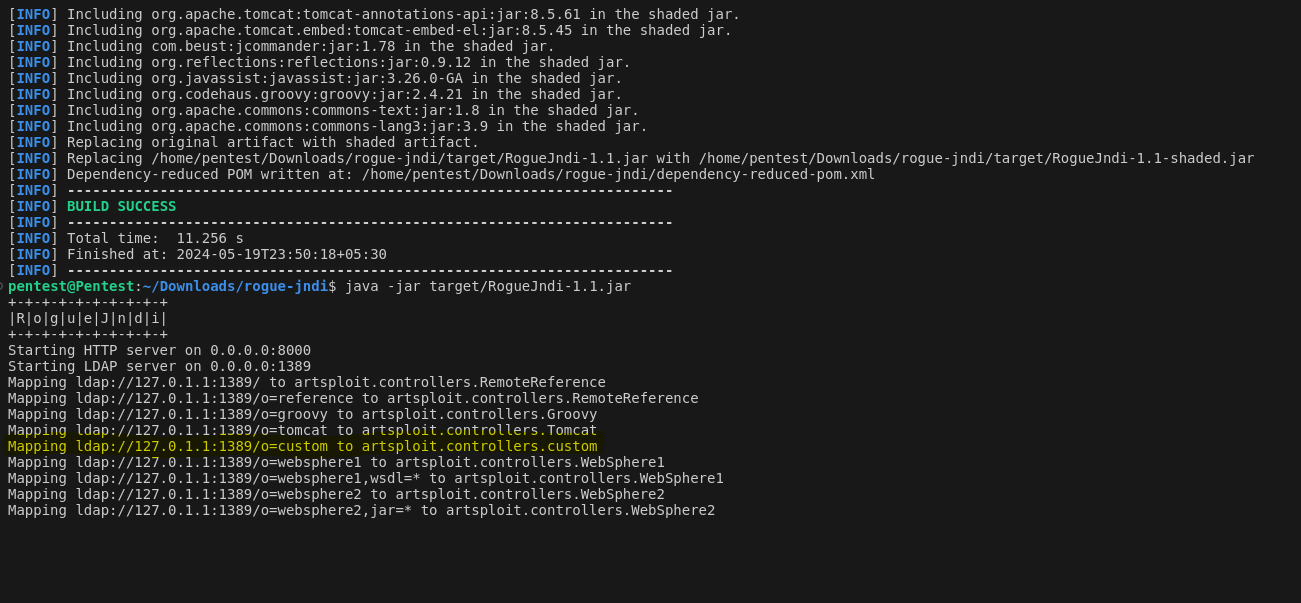 [INFO] Including org.apache.tomcat:tomcat-annotations-api:jar:8.5.61 in the shaded jar.
[INFO] Including org.apache.tomcat.embed:tomcat-embed-el:jar:8.5.45 in the shaded jar.
[INFO] Including com.beust:jcommander:jar:1.78 in the shaded jar.
[INFO] Including org.reflections:reflections:jar:0.9.12 in the shaded jar.
[INFO] Including org.javassist:javassist:jar:3.26.0-GA in the shaded jar.
[INFO] Including org.codehaus.groovy:groovy:jar:2.4.21 in the shaded jar.
[INFO] Including org.apache.commons:commons-text:jar:1.8 in the shaded jar.
[INFO] Including org.apache.commons:commons-lang3:jar:3.9 in the shaded jar.
[INFO] Replacing original artifact with shaded artifact.
[INFO] Replacing /home/pentest/Downloads/rogue-jndi/target/RogueJndi-1.1.jar with /home/pentest/Downloads/rogue-jndi/target/RogueJndi-1.1-shaded.jar
[INFO] Dependency-reduced POM written at: /home/pentest/Downloads/rogue-jndi/dependency-reduced-pom.xml
[INFO] ------------------------------------------------------------------------
[INFO] BUILD SUCCESS
[INFO] ------------------------------------------------------------------------
[INFO] Total time:  11.256 s
[INFO] Finished at: 2024-05-19T23:50:18+05:30
[INFO] ------------------------------------------------------------------------
pentest@Pentest:~/Downloads/rogue-jndi$ java -jar target/RogueJndi-1.1.jar
+-+-+-+-+-+-+-+-+-+
|R|o|g|u|e|J|n|d|i|
+-+-+-+-+-+-+-+-+-+
Starting HTTP server on 0.0.0.0:8000
Starting LDAP server on 0.0.0.0:1389
Mapping ldap://127.0.1.1:1389/ to artsploit.controllers.RemoteReference
Mapping ldap://127.0.1.1:1389/o=reference to artsploit.controllers.RemoteReference
Mapping ldap://127.0.1.1:1389/o=groovy to artsploit.controllers.Groovy
Mapping ldap://127.0.1.1:1389/o=tomcat to artsploit.controllers.Tomcat
Mapping ldap://127.0.1.1:1389/o=custom to artsploit.controllers.custom
Mapping ldap://127.0.1.1:1389/o=websphere1 to artsploit.controllers.WebSphere1
Mapping ldap://127.0.1.1:1389/o=websphere1,wsdl=* to artsploit.controllers.WebSphere1
Mapping ldap://127.0.1.1:1389/o=websphere2 to artsploit.controllers.WebSphere2
Mapping ldap://127.0.1.1:1389/o=websphere2,jar=* to artsploit.controllers.WebSphere2